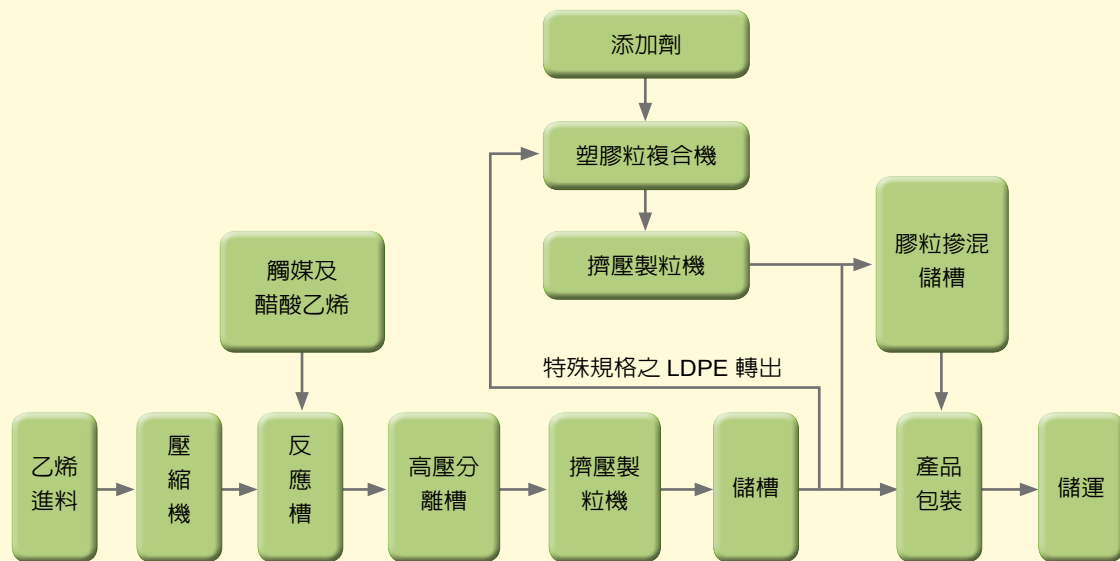 添加劑
塑膠粒複合機
擠壓製粒機
膠粒摻混
儲槽
觸媒及
醋酸乙烯
特殊規格之 LDPE 轉出
乙烯
進料
壓
縮
機
反
應
槽
高壓分
離槽
擠壓製
粒機
儲槽
產品
包裝
儲運